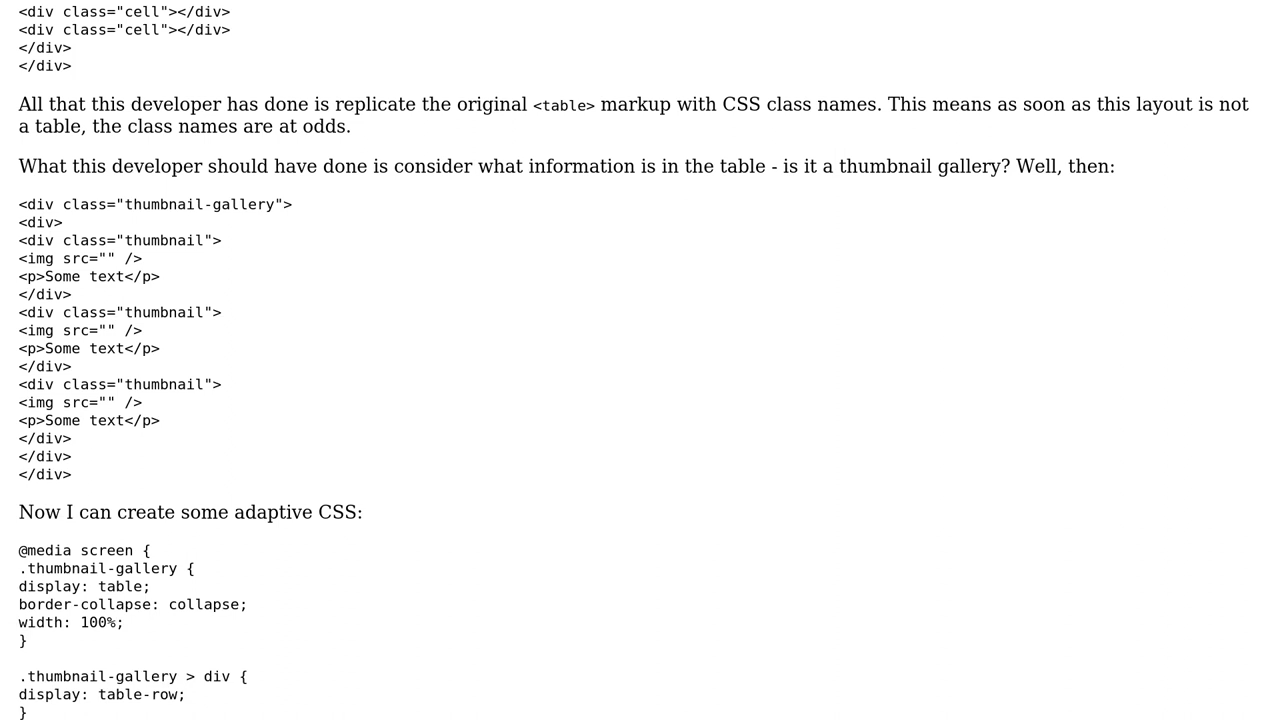 <div class="cell"></div>
<div class="cell"></div>
</div>
</div>
All that this developer has done is replicate the original <table> markup with CSS class names. This means as soon as this layout is not
a table, the class names are at odds.
What this developer should have done is consider what information is in the table - is it a thumbnail gallery? Well, then:
<div class="thumbnail-gallery">
<div>
<div class="thumbnail">
<img src="" />
<p>Some text</p>
</div>
<div class="thumbnail">
<img src="" />
<p>Some text</p>
</div>
<div class="thumbnail">
<img src="" />
<p>Some text</p>
</div>
</div>
</div>
Now I can create some adaptive CSS:
@media screen {
.thumbnail-gallery {
display: table;
border-collapse: collapse;
width: 100%;
}
.thumbnail-gallery > div {
display: table-row;
}